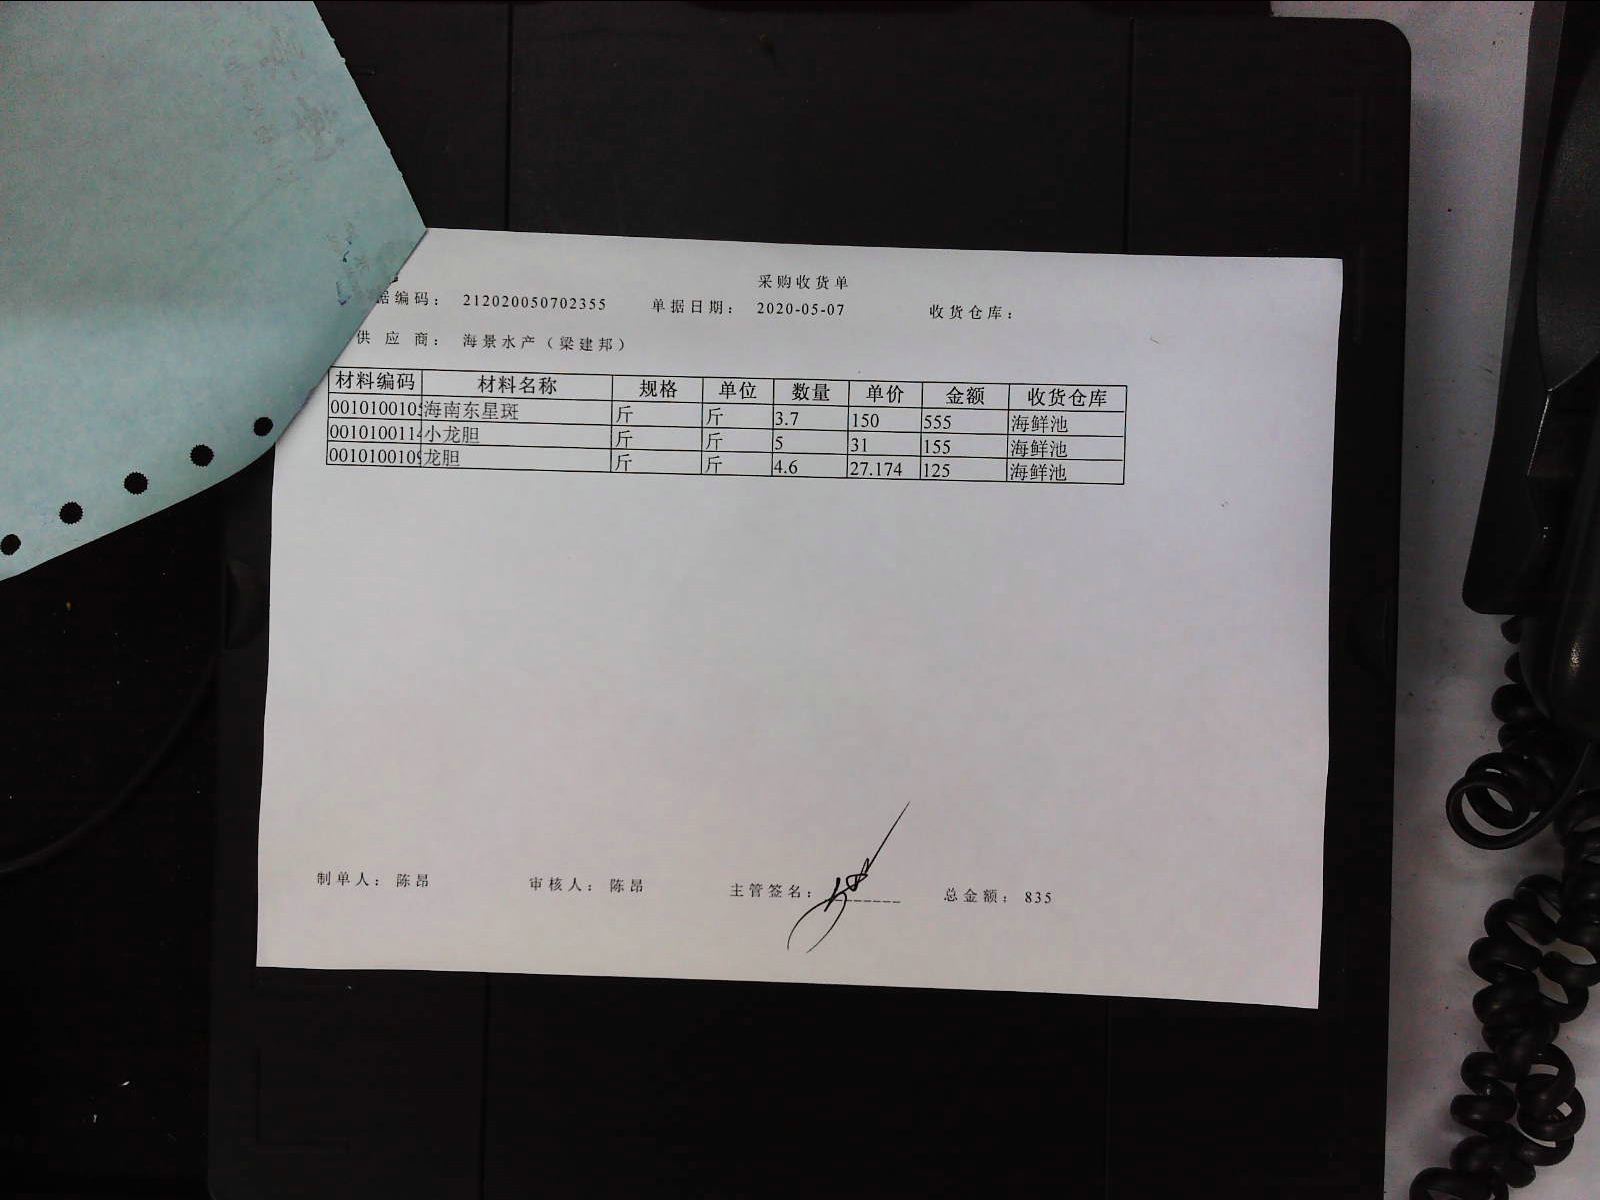 采购收货单
据编码: 212020050702355 单据日期: 2020-05-07 收货仓库:
供应商: 海景水产(梁建邦)
材料编码 材料名称 规格 单位 数量 单价 金额 收货仓库
0010100105 海南东星斑 斤 斤 3.7 150 555 海鲜池
0010100114 小龙胆 斤 斤 5 31 155 海鲜池
0010100109 龙胆 斤 斤 4.6 27.174 125 海鲜池
制单人: 陈昂 审核人: 陈昂 主管签名: 总金额: 835